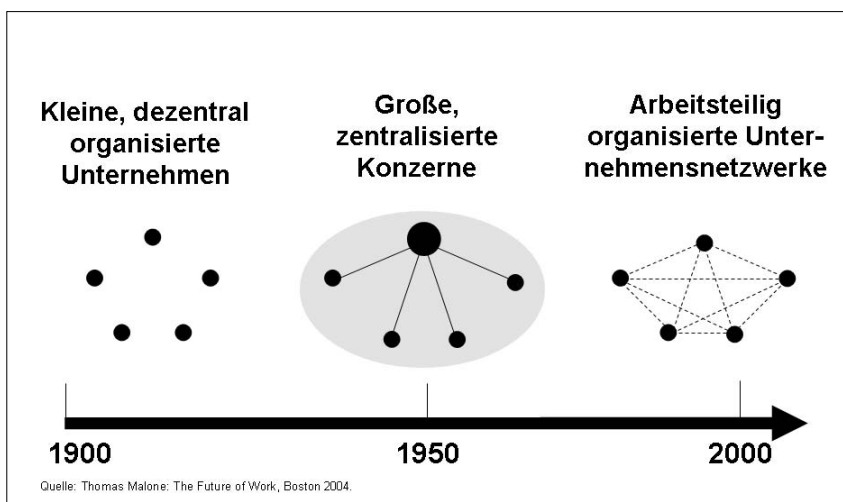 Kleine, dezentral
organisierte
Unternehmen
Große,
zentralisierte
Konzerne
Arbeitsteilig
organisierte Unter-
nehmensnetzwerke
1900
1950
2000
Quelle: Thomas Malone: The Future of Work, Boston 2004.